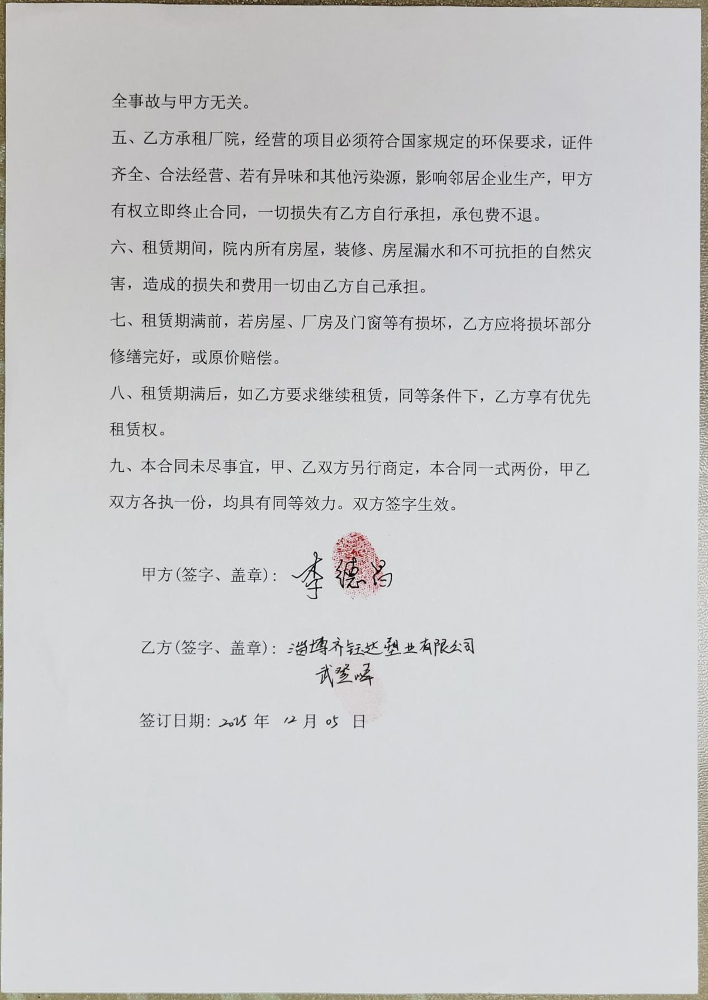 全事故与甲方无关。
五、乙方承租厂院，经营的项目必须符合国家规定的环保要求，证件
齐全、合法经营、若有异味和其他污染源，影响邻居企业生产，甲方
有权立即终止合同，一切损失有乙方自行承担，承包费不退。
六、租赁期间，院内所有房屋，装修、房屋漏水和不可抗拒的自然灾
害，造成的损失和费用一切由乙方自己承担。
七、租赁期满前，若房屋、厂房及门窗等有损坏，乙方应将损坏部分
修缮完好，或原价赔偿。
八、租赁期满后，如乙方要求继续租赁，同等条件下，乙方享有优先
租赁权。
九、本合同未尽事宜，甲、乙双方另行商定，本合同一式两份，甲乙
双方各执一份，均具有同等效力。双方签字生效。
甲方(签字、盖章)：李德昌
乙方(签字、盖章)：淄博齐钰达塑业有限公司
武登峰
签订日期：2025年 12月05 日